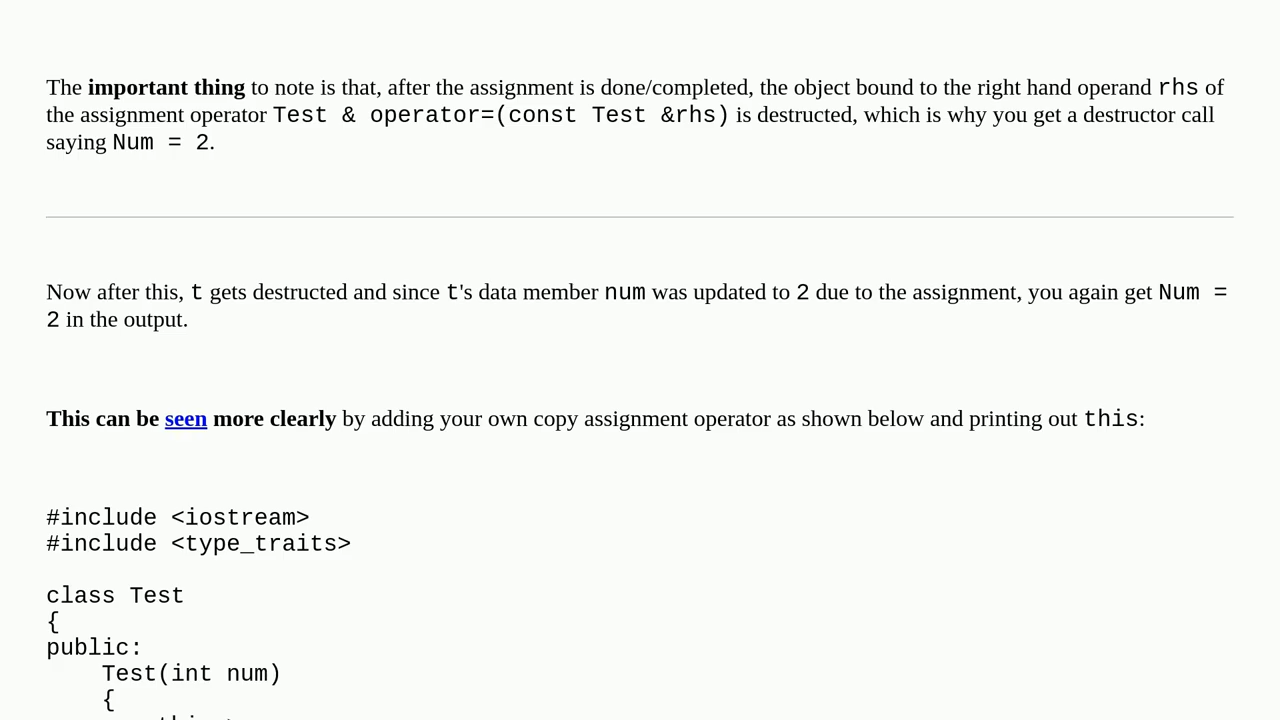 The important thing to note is that, after the assignment is done/completed, the object bound to the right hand operand rhs of
the assignment operator Test & operator=(const Test &rhs) is destructed, which is why you get a destructor call
saying Num = 2.
Now after this, t gets destructed and since t's data member num was updated to 2 due to the assignment, you again get Num =
2 in the output.
This can be seen more clearly by adding your own copy assignment operator as shown below and printing out this:
#include <iostream>
#include <type_traits>
class Test
{
public:
    Test(int num)
    {